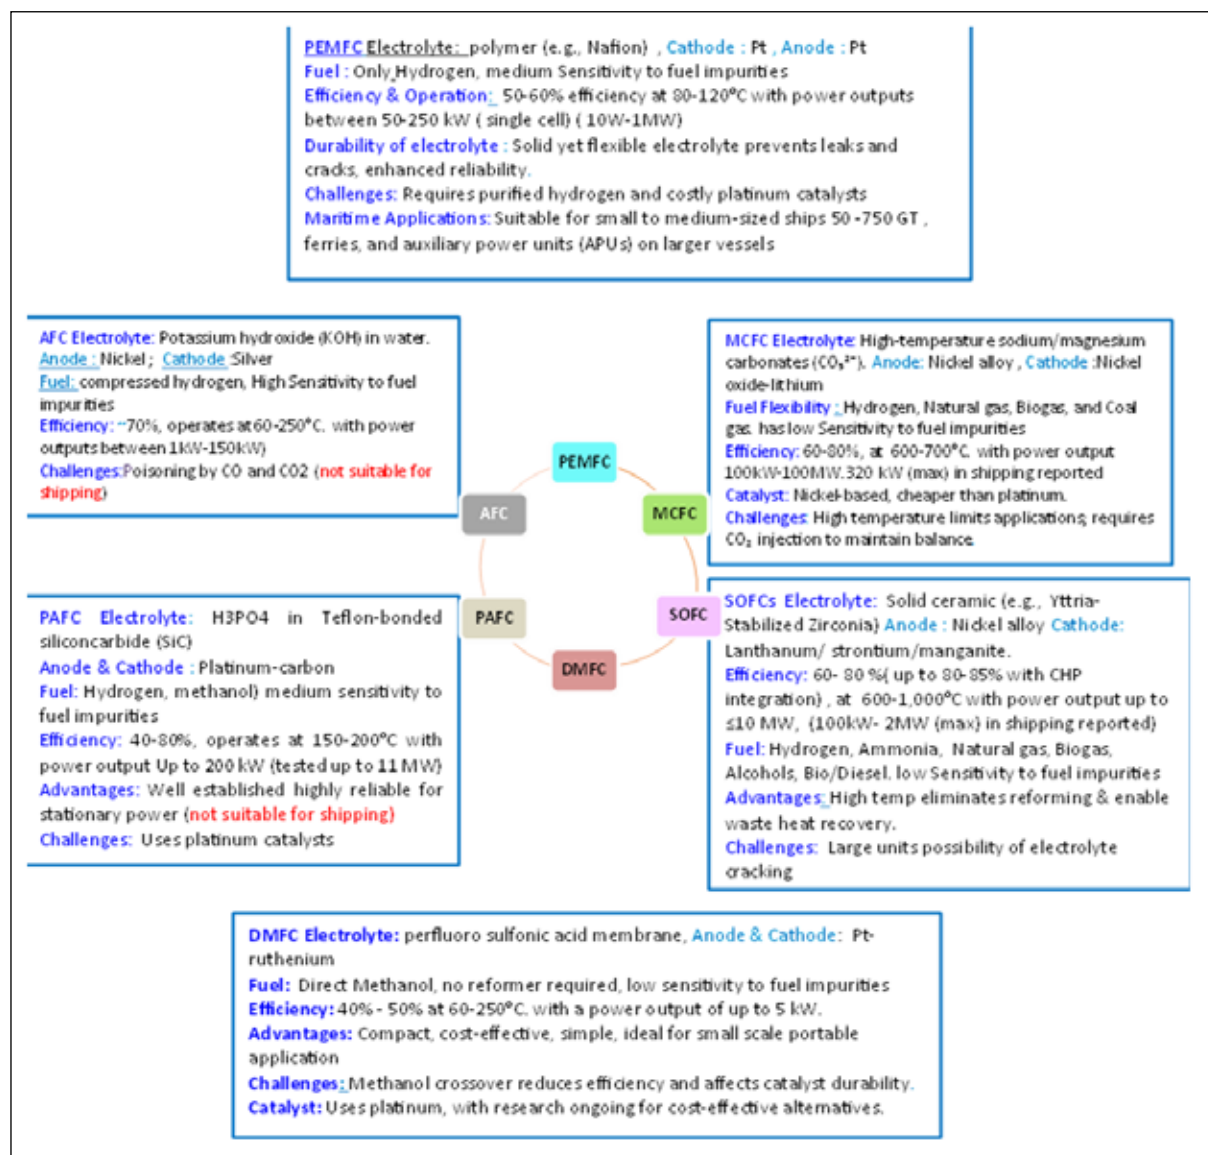 PEMFC Electrolyte: polymer (e.g., Nafion) , Cathode : Pt , Anode : Pt
Fuel : Only Hydrogen, medium Sensitivity to fuel impurities
Efficiency & Operation: 50-60% efficiency at 80-120°C with power outputs
between 50-250 kW ( single cell) ( 10W-1MW)
Durability of electrolyte : Solid yet flexible electrolyte prevents leaks and
cracks, enhanced reliability.
Challenges: Requires purified hydrogen and costly platinum catalysts
Maritime Applications: Suitable for small to medium-sized ships 50 -750 GT ,
ferries, and auxiliary power units (APUs) on larger vessels
AFC Electrolyte: Potassium hydroxide (KOH) in water.
Anode : Nickel ; Cathode :Silver
Fuel: compressed hydrogen, High Sensitivity to fuel
impurities
Efficiency: ~70%, operates at 60-250°C. with power
outputs between 1kW-150kW)
Challenges:Poisoning by CO and CO2 (not suitable for
shipping)
MCFC Electrolyte: High-temperature sodium/magnesium
carbonates (CO₃²⁻). Anode: Nickel alloy , Cathode :Nickel
oxide-lithium
Fuel Flexibility : Hydrogen, Natural gas, Biogas, and Coal
gas. has low Sensitivity to fuel impurities
Efficiency: 60-80%, at 600-700°C. with power output
100kW-100MW.320 kW (max) in shipping reported
Catalyst: Nickel-based, cheaper than platinum.
Challenges: High temperature limits applications; requires
CO₂ injection to maintain balance.
PEMFC
AFC
MCFC
PAFC
SOFC
DMFC
PAFC Electrolyte: H3PO4 in Teflon-bonded
siliconcarbide (SiC)
Anode & Cathode : Platinum-carbon
Fuel: Hydrogen, methanol) medium sensitivity to
fuel impurities
Efficiency: 40-80%, operates at 150-200°C with
power output Up to 200 kW (tested up to 11 MW)
Advantages: Well established highly reliable for
stationary power (not suitable for shipping)
Challenges: Uses platinum catalysts
SOFCs Electrolyte: Solid ceramic (e.g., Yttria-
Stabilized Zirconia) Anode : Nickel alloy Cathode:
Lanthanum/ strontium/manganite.
Efficiency: 60- 80 %( up to 80-85% with CHP
integration) , at 600-1,000°C with power output up to
≤10 MW, (100kW- 2MW (max) in shipping reported)
Fuel: Hydrogen, Ammonia, Natural gas, Biogas,
Alcohols, Bio/Diesel. low Sensitivity to fuel impurities
Advantages: High temp eliminates reforming & enable
waste heat recovery.
Challenges: Large units possibility of electrolyte
cracking
DMFC Electrolyte: perfluoro sulfonic acid membrane, Anode & Cathode: Pt-
ruthenium
Fuel: Direct Methanol, no reformer required, low sensitivity to fuel impurities
Efficiency: 40% - 50% at 60-250°C. with a power output of up to 5 kW.
Advantages: Compact, cost-effective, simple, ideal for small scale portable
application
Challenges: Methanol crossover reduces efficiency and affects catalyst durability.
Catalyst: Uses platinum, with research ongoing for cost-effective alternatives.